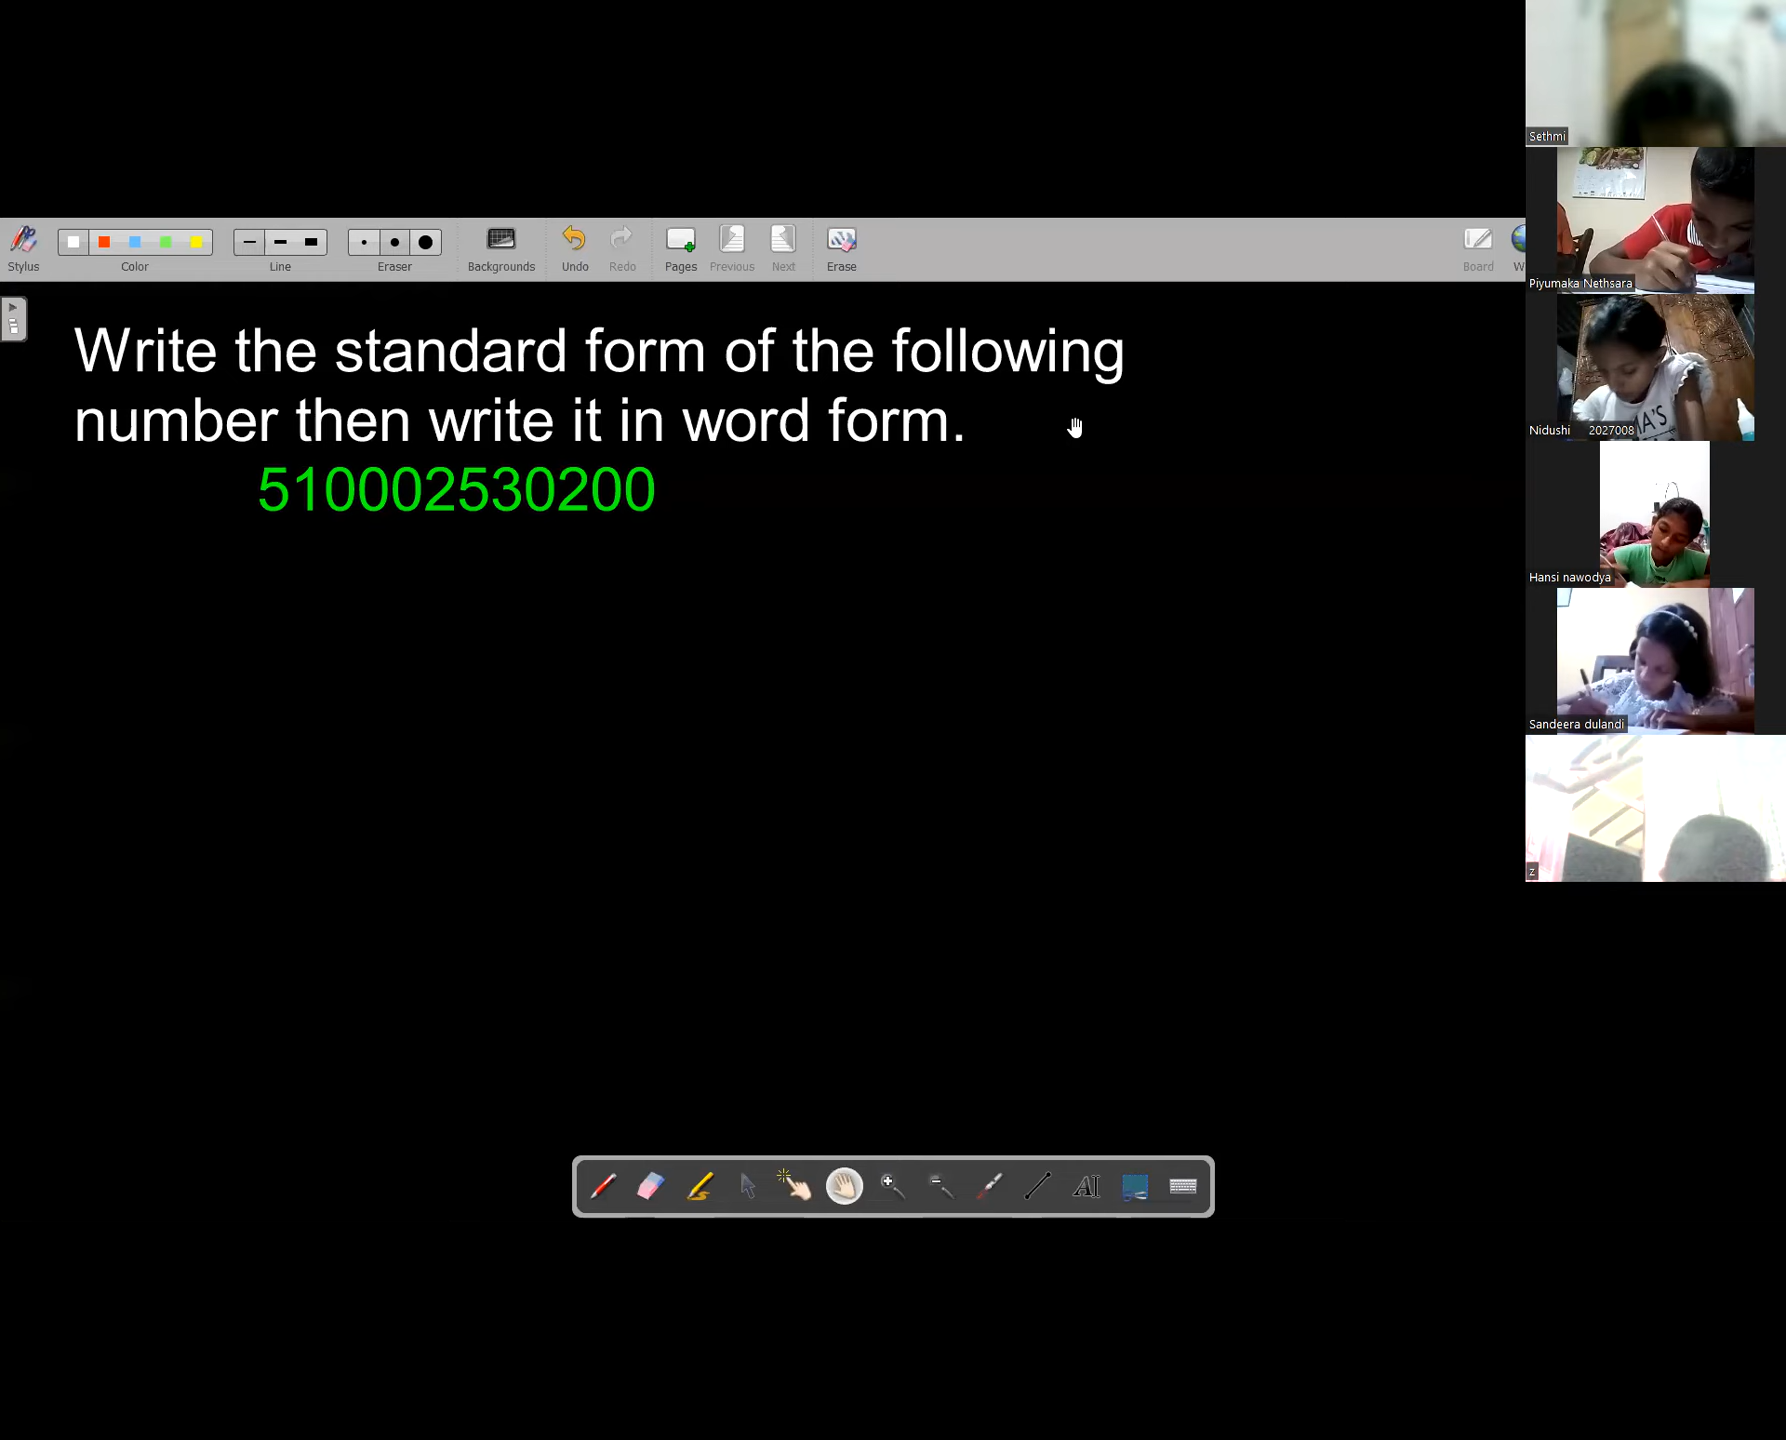 Stylus
Color
Line
Eraser
Backgrounds
Undo
Redo
Pages
Previous
Next
Erase
Board
W
Write the standard form of the following
number then write it in word form.
510002530200
Sethmi
Piyumaka Nethsara
Nidushi 2027008
Hansi nawodya
Sandeera dulandi
z